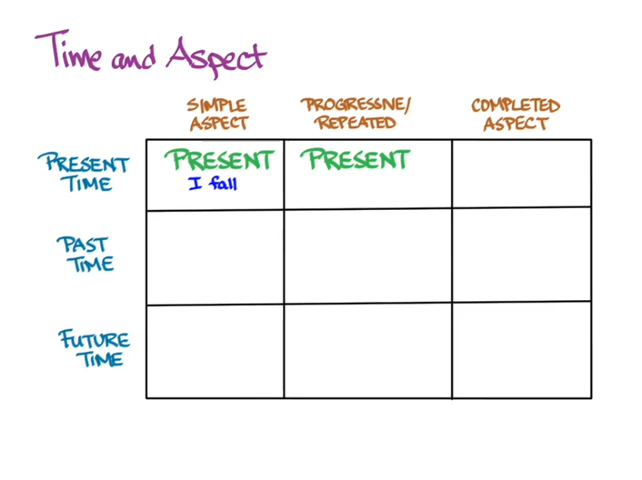 Time and Aspect
SIMPLE
ASPECT
PROGRESSIVE/
REPEATED
COMPLETED
ASPECT
PRESENT
TIME
PRESENT
I fall
PRESENT
PAST
TIME
FUTURE
TIME